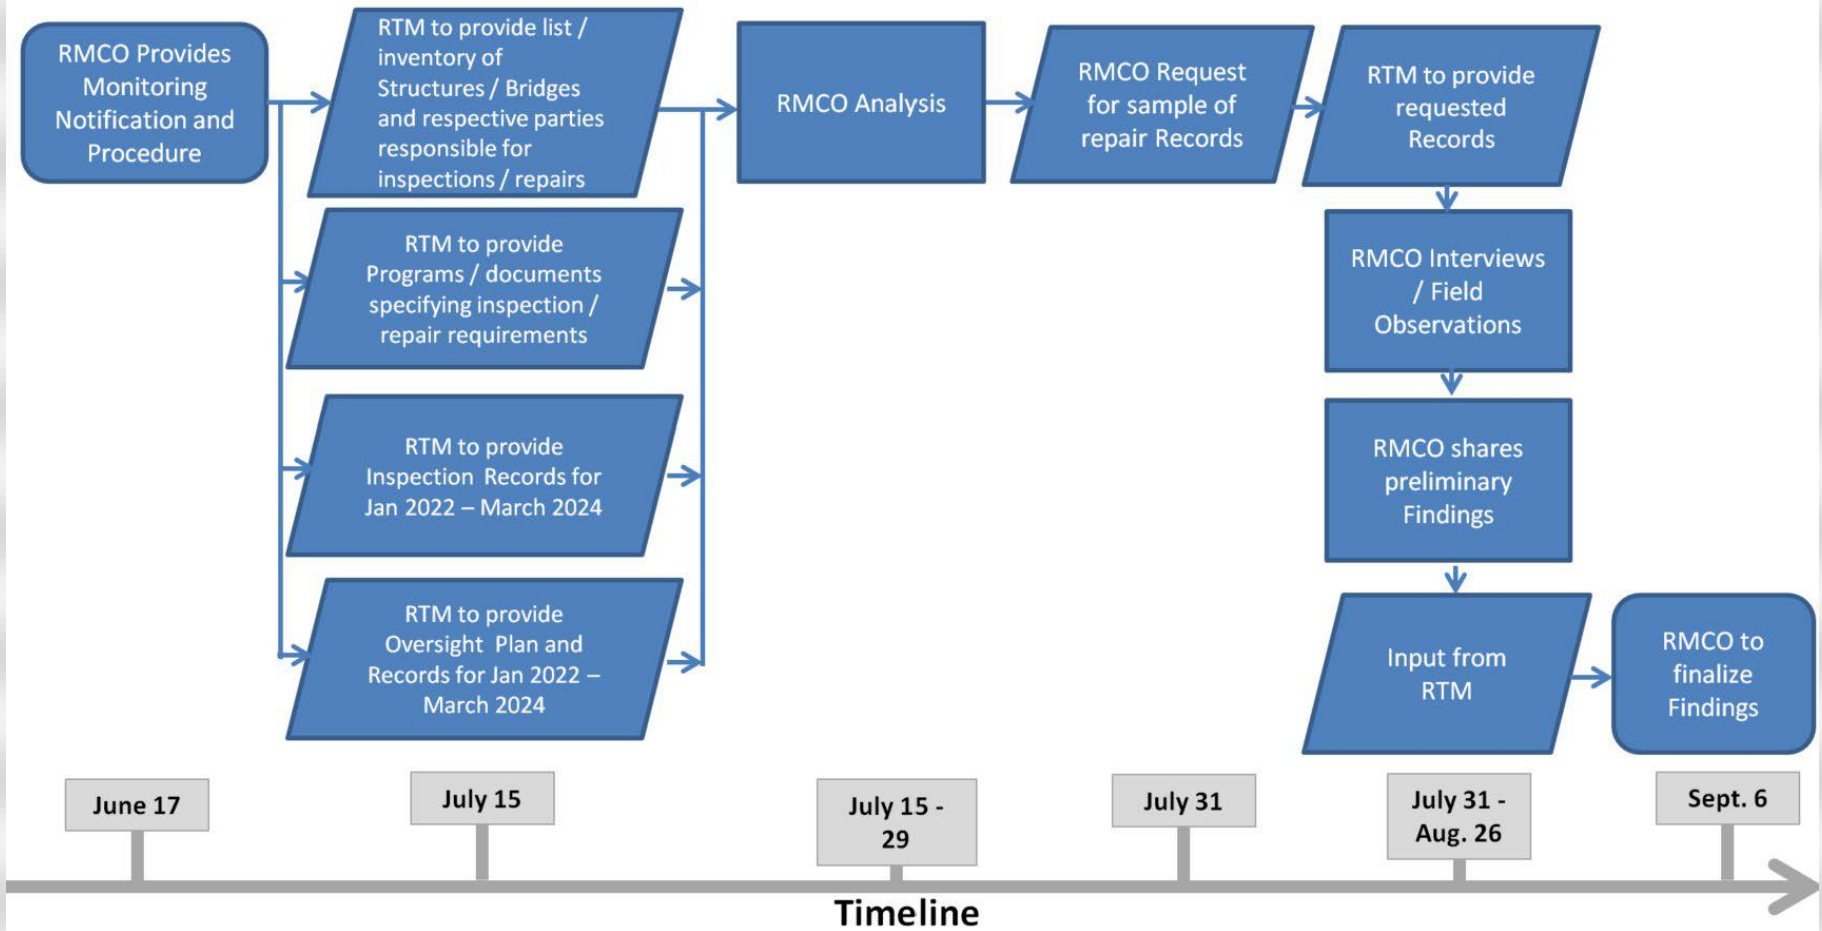 RMCO Provides
Monitoring
Notification and
Procedure
RTM to provide list /
inventory of
Structures / Bridges
and respective parties
responsible for
inspections / repairs
RTM to provide
Programs / documents
specifying inspection /
repair requirements
RTM to provide
Inspection Records for
Jan 2022 – March 2024
RTM to provide
Oversight Plan and
Records for Jan 2022 –
March 2024
RMCO Analysis
RMCO Request
for sample of
repair Records
RTM to provide
requested
Records
RMCO Interviews
/ Field
Observations
RMCO shares
preliminary
Findings
Input from
RTM
RMCO to
finalize
Findings
June 17
July 15
July 15 -
29
July 31
July 31 -
Aug. 26
Sept. 6
Timeline